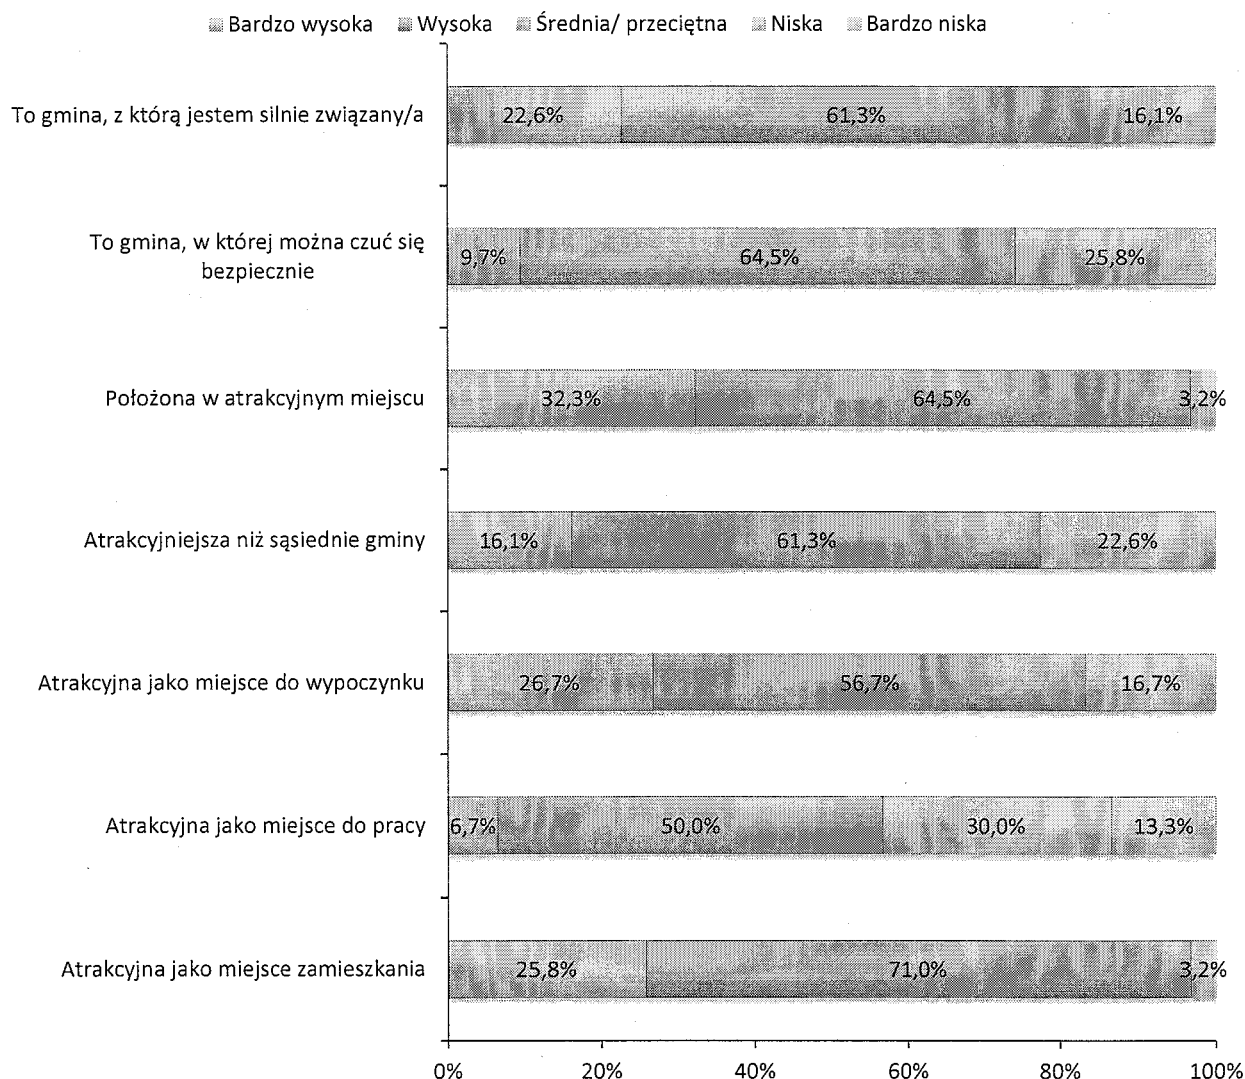 Bardzo wysoka Wysoka Średnia/ przeciętna Niska Bardzo niska
To gmina, z którą jestem silnie związany/a 22,6% 61,3% 16,1%
To gmina, w której można czuć się
bezpiecznie
9,7% 64,5% 25,8%
Położona w atrakcyjnym miejscu 32,3% 64,5% 3,2%
Atrakcyjniejsza niż sąsiednie gminy 16,1% 61,3% 22,6%
Atrakcyjna jako miejsce do wypoczynku 26,7% 56,7% 16,7%
Atrakcyjna jako miejsce do pracy 6,7% 50,0% 30,0% 13,3%
Atrakcyjna jako miejsce zamieszkania 25,8% 71,0% 3,2%
0% 20% 40% 60% 80% 100%